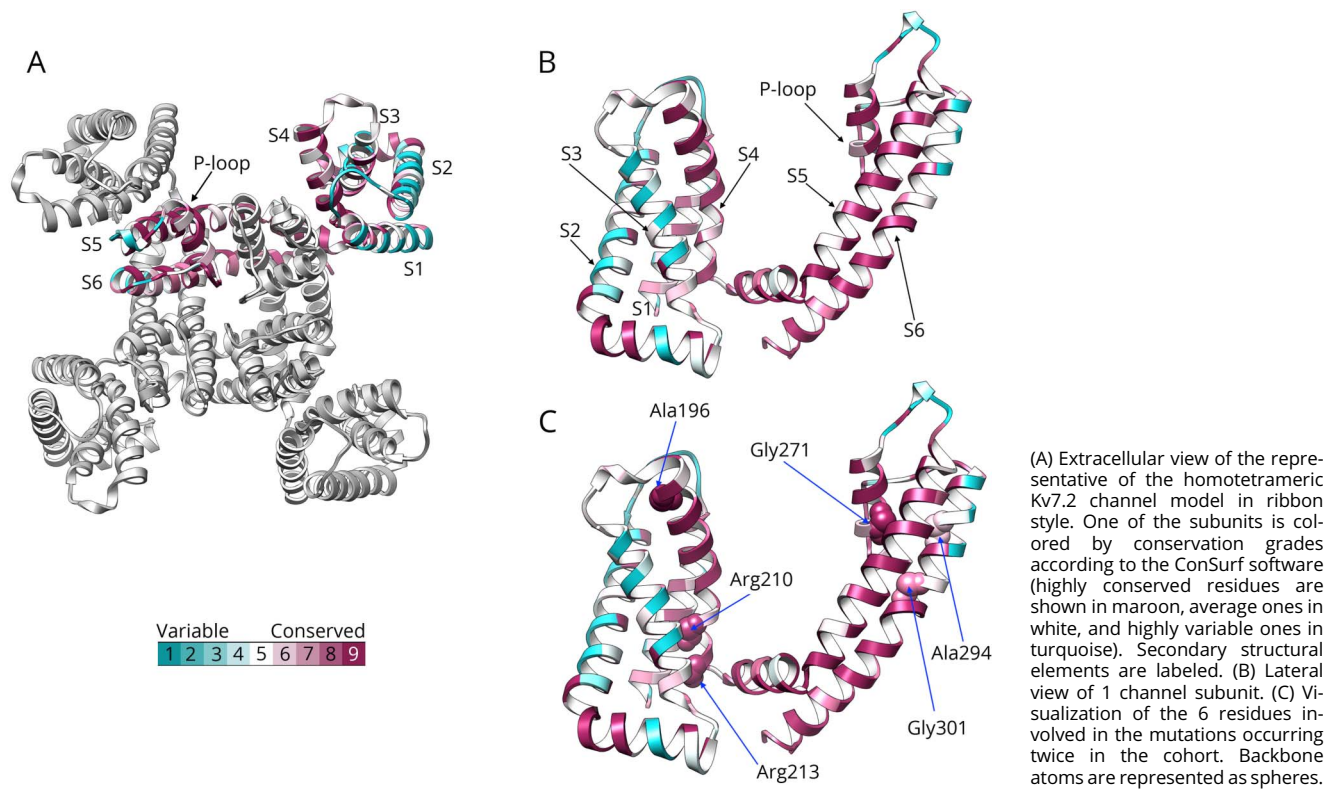 A
S4
S3
S2
S1
P-loop
S5
S6
Variable Conserved
1 2 3 4 5 6 7 8 9
B
P-loop
S3
S4
S5
S2
S1
S6
C
Ala196
Gly271
Arg210
Ala294
Gly301
Arg213
(A) Extracellular view of the repre-
sentative of the homotetrameric
Kv7.2 channel model in ribbon
style. One of the subunits is col-
ored by conservation grades
according to the ConSurf software
(highly conserved residues are
shown in maroon, average ones in
white, and highly variable ones in
turquoise). Secondary structural
elements are labeled. (B) Lateral
view of 1 channel subunit. (C) Vi-
sualization of the 6 residues in-
volved in the mutations occurring
twice in the cohort. Backbone
atoms are represented as spheres.